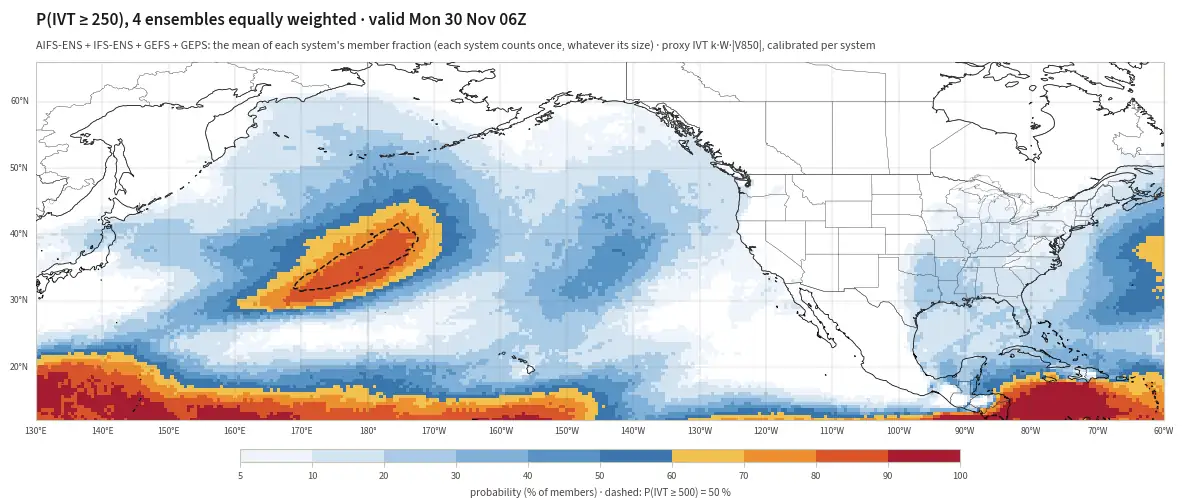 P(IVT ≥ 250), 4 ensembles equally weighted · valid Mon 30 Nov 06Z
AIFS-ENS + IFS-ENS + GEFS + GEPS: the mean of each system's member fraction (each system counts once, whatever its size) · proxy IVT k·W·|V850|, calibrated per system
60°N
50°N
40°N
30°N
20°N
130°E 140°E 150°E 160°E 170°E 180° 170°W 160°W 150°W 140°W 130°W 120°W 110°W 100°W 90°W 80°W 70°W 60°W
5 10 20 30 40 50 60 70 80 90 100
probability (% of members) · dashed: P(IVT ≥ 500) = 50 %